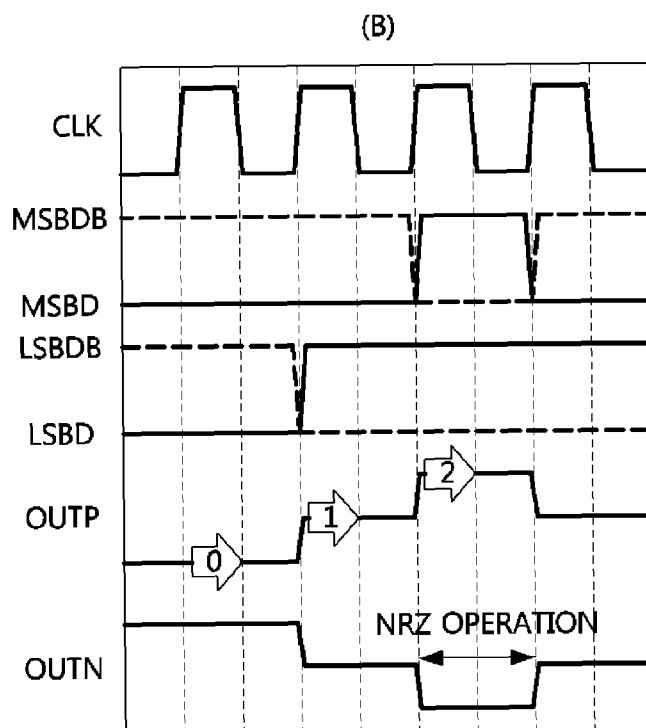 (B)
CLK
MSBDB
MSBD
LSBDB
LSBD
2
1
OUTP
0
NRZ OPERATION
OUTN